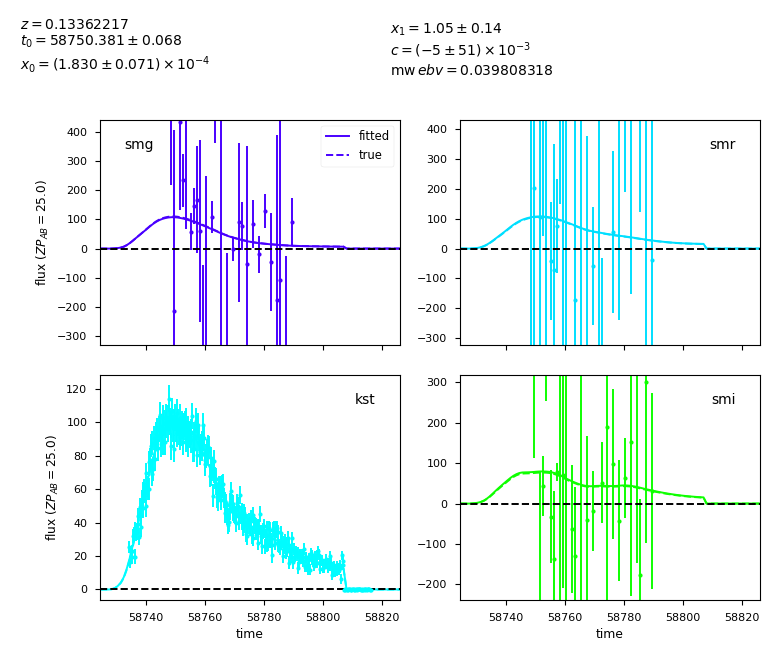 z = 0.13362217
t₀ = 58750.381 ± 0.068
x₀ = (1.830 ± 0.071) × 10⁻⁴
x₁ = 1.05 ± 0.14
c = (−5 ± 51) × 10⁻³
mw ebv = 0.039808318
smg
fitted
true
400
300
200
100
0
−100
−200
−300
flux (ZP_AB = 25.0)
smr
400
300
200
100
0
−100
−200
−300
kst
120
100
80
60
40
20
0
flux (ZP_AB = 25.0)
58740 58760 58780 58800 58820
time
smi
300
200
100
0
−100
−200
58740 58760 58780 58800 58820
time